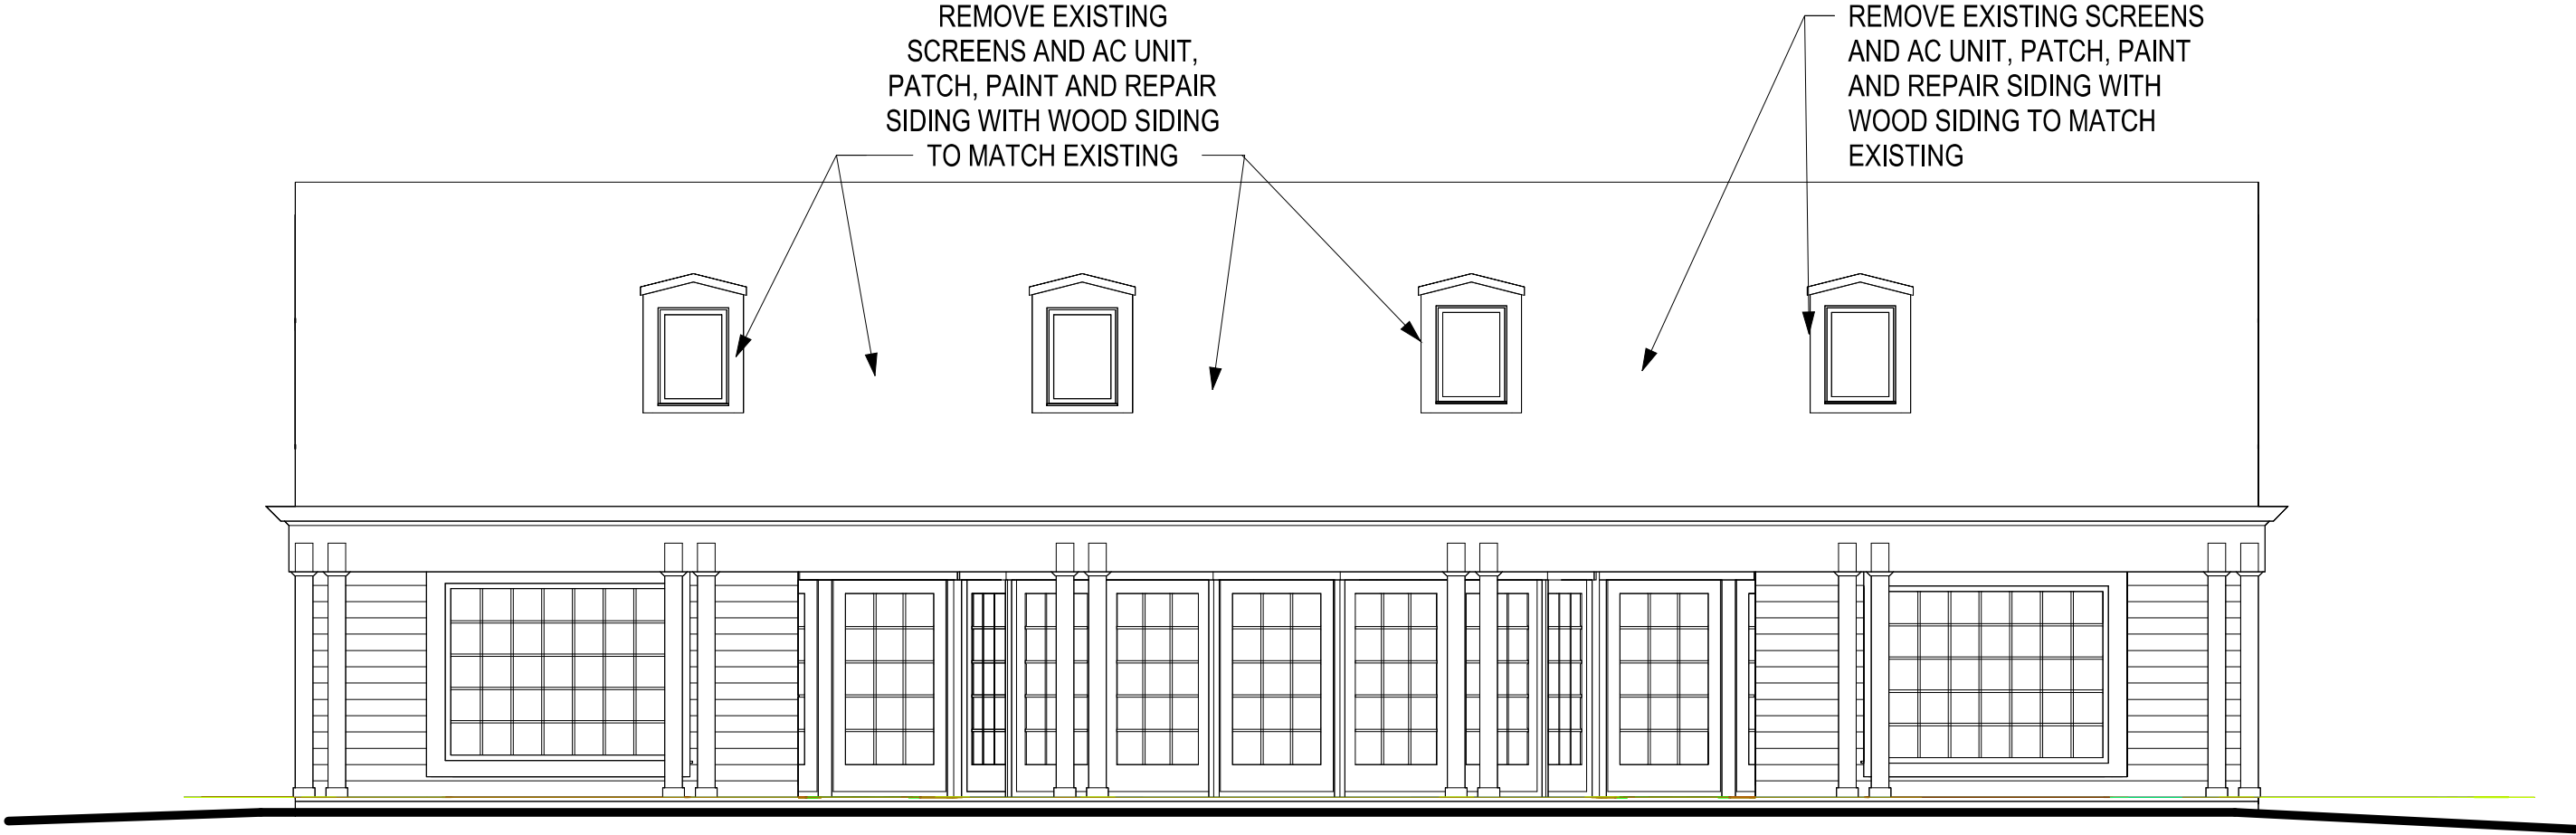 REMOVE EXISTING
SCREENS AND AC UNIT,
PATCH, PAINT AND REPAIR
SIDING WITH WOOD SIDING
TO MATCH EXISTING
REMOVE EXISTING SCREENS
AND AC UNIT, PATCH, PAINT
AND REPAIR SIDING WITH
WOOD SIDING TO MATCH
EXISTING